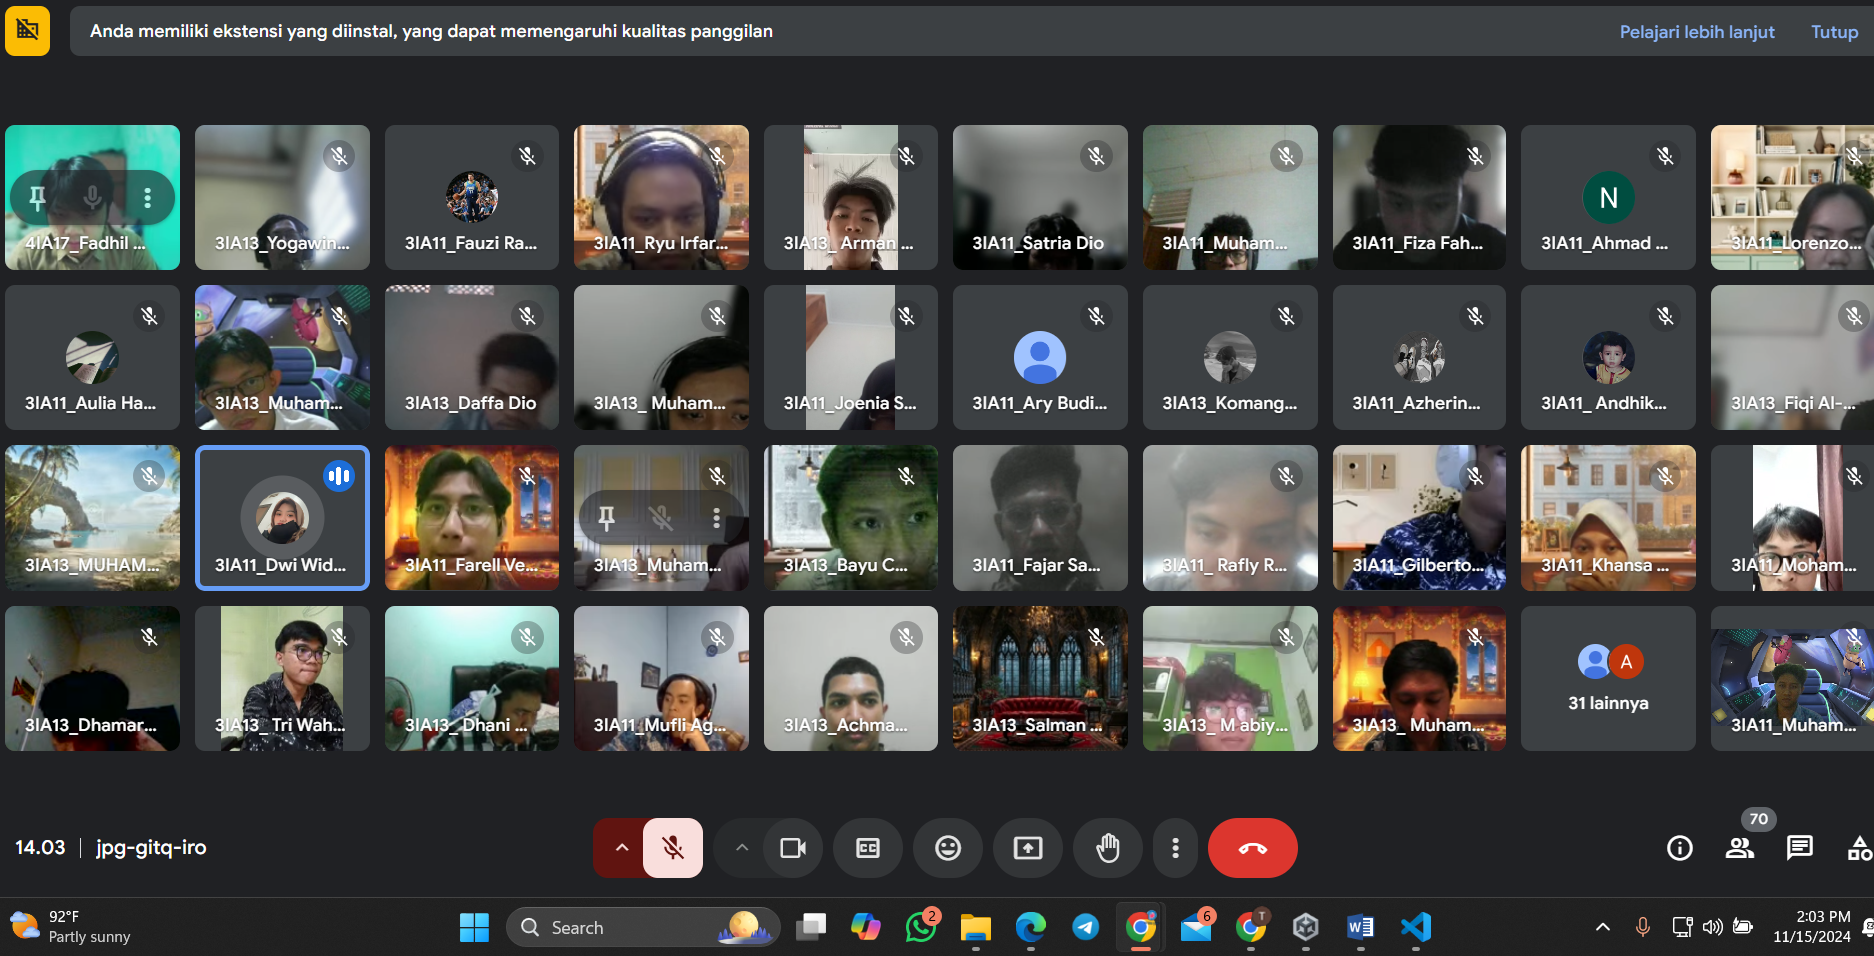 Anda memiliki ekstensi yang diinstal, yang dapat memengaruhi kualitas panggilan
Pelajari lebih lanjut
Tutup
4IA17_Fadhil ...
3IA13_Yogawin...
3IA11_Fauzi Ra...
3IA11_Ryu Irfar...
3IA13_ Arman ...
3IA11_Satria Dio
3IA11_Muham...
3IA11_Fiza Fah...
N
3IA11_Ahmad ...
3IA11_Lorenzo...
3IA11_Aulia Ha...
3IA13_Muham...
3IA13_Daffa Dio
3IA13_ Muham...
3IA11_Joenia S...
3IA11_Ary Budi...
3IA13_Komang...
3IA11_Azherin...
3IA11_ Andhik...
3IA13_Fiqi Al-...
3IA13_MUHAM...
3IA11_Dwi Wid...
3IA11_Farell Ve...
3IA13_Muham...
3IA13_Bayu C...
3IA11_Fajar Sa...
3IA11_ Rafly R...
3IA11_Gilberto...
3IA11_Khansa ...
3IA11_Moham...
3IA13_Dhamar...
3IA13_ Tri Wah...
3IA13_ Dhani ...
3IA11_Mufli Ag...
3IA13_Achma...
3IA13_Salman ...
3IA13_ M abiy...
3IA13_ Muham...
A
31 lainnya
3IA11_Muham...
14.03 | jpg-gitq-iro
CC
70
92°F
Partly sunny
Search
2
6
T
W
2:03 PM
11/15/2024